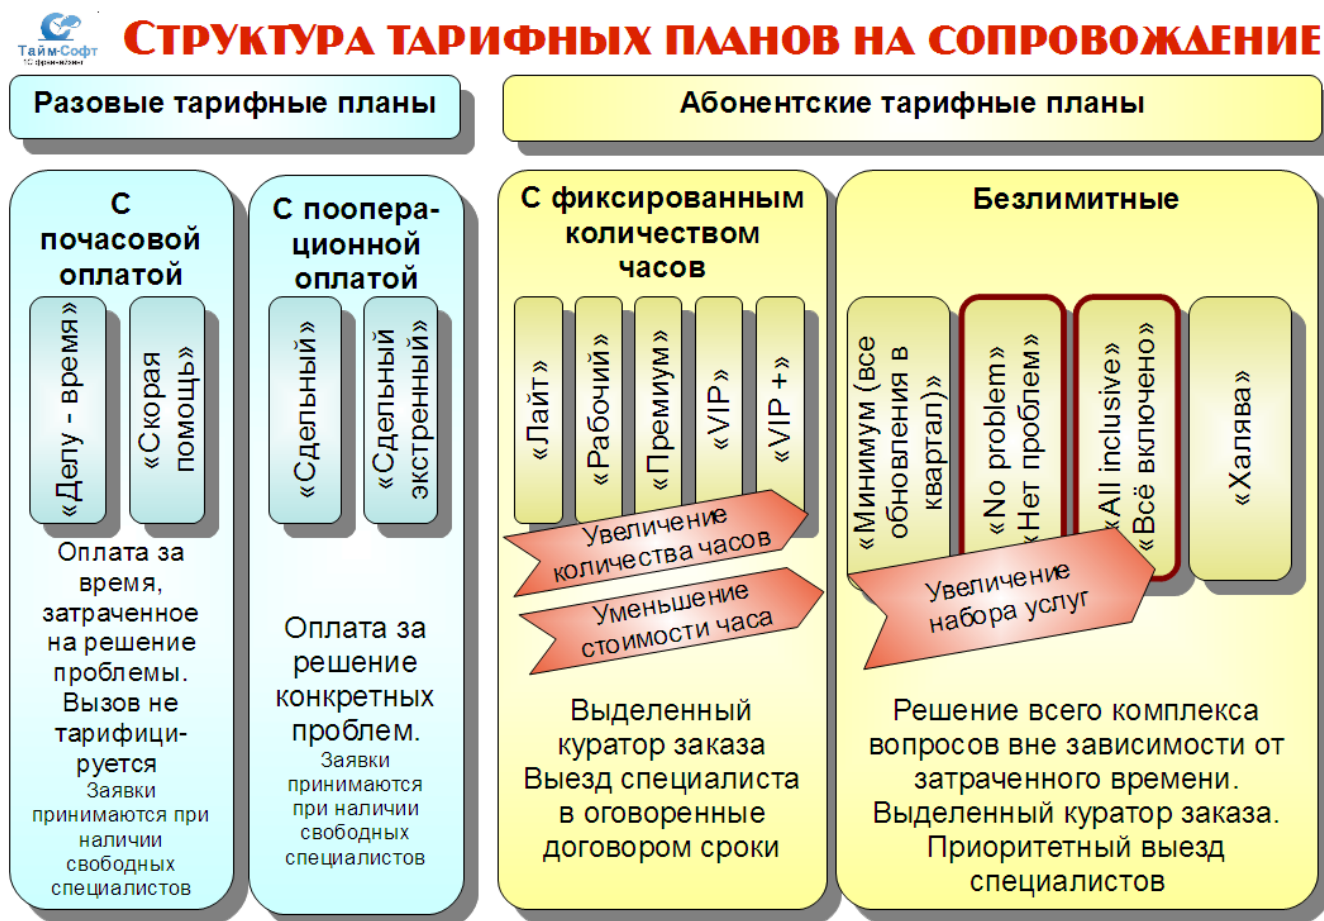 Тайм-Софт
1С франчайзинг
СТРУКТУРА ТАРИФНЫХ ПЛАНОВ НА СОПРОВОЖДЕНИЕ
Разовые тарифные планы
Абонентские тарифные планы
С
почасовой
оплатой
«Делу - время»
«Скорая
помощь»
Оплата за
время,
затраченное
на решение
проблемы.
Вызов не
тарифици-
руется
Заявки
принимаются при
наличии
свободных
специалистов
С поопера-
ционной
оплатой
«Сдельный»
«Сдельный
экстренный»
Оплата за
решение
конкретных
проблем.
Заявки
принимаются
при наличии
свободных
специалистов
С фиксированным
количеством
часов
«Лайт»
«Рабочий»
«Премиум»
«VIP»
«VIP +»
Увеличение
количества часов
Уменьшение
стоимости часа
Выделенный
куратор заказа
Выезд специалиста
в оговоренные
договором сроки
Безлимитные
«Минимум (все
обновления в
квартал)»
«No problem»
«Нет проблем»
«All inclusive»
«Всё включено»
«Халява»
Увеличение
набора услуг
Решение всего комплекса
вопросов вне зависимости от
затраченного времени.
Выделенный куратор заказа.
Приоритетный выезд
специалистов